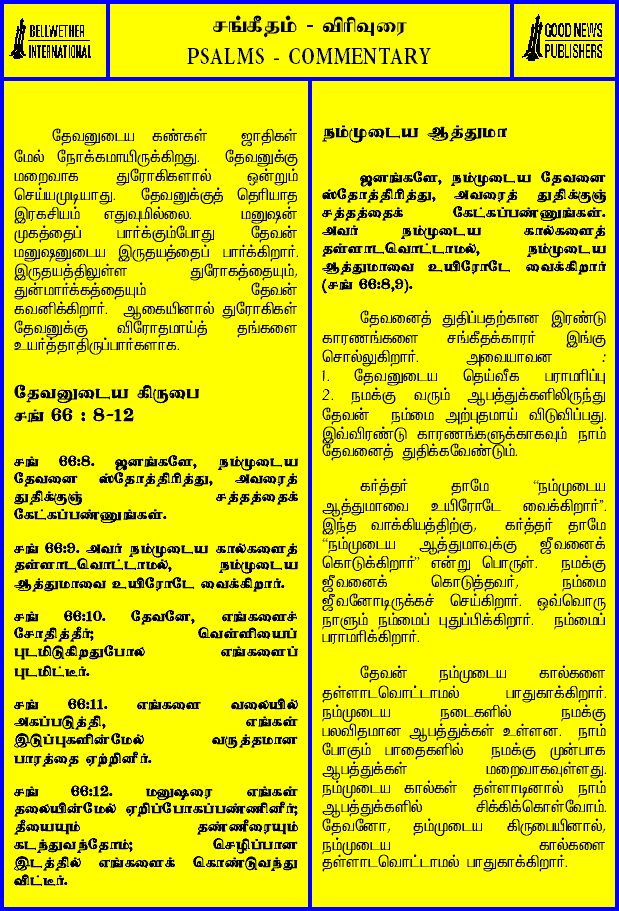 BELLWETHER
INTERNATIONAL
சங்கீதம் - விரிவுரை
PSALMS - COMMENTARY
GOOD NEWS
PUBLISHERS
தேவனுடைய கண்கள் ஜாதிகள்
மேல் நோக்கமாயிருக்கிறது. தேவனுக்கு
மறைவாக துரோகிகளால் ஒன்றும்
செய்யமுடியாது. தேவனுக்குத் தெரியாத
இரகசியம் எதுவுமில்லை. மனுஷன்
முகத்தைப் பார்க்கும்போது தேவன்
மனுஷனுடைய இருதயத்தைப் பார்க்கிறார்.
இருதயத்திலுள்ள துரோகத்தையும்,
துன்மார்க்கத்தையும் தேவன்
கவனிக்கிறார். ஆகையினால் துரோகிகள்
தேவனுக்கு விரோதமாய்த் தங்களை
உயர்த்தாதிருப்பார்களாக.
தேவனுடைய கிருபை
சங் 66 : 8-12
சங் 66:8. ஜனங்களே, நம்முடைய
தேவனை ஸ்தோத்திரித்து, அவரைத்
துதிக்குஞ் சத்தத்தைக்
கேட்கப்பண்ணுங்கள்.
சங் 66:9. அவர் நம்முடைய கால்களைத்
தள்ளாடவொட்டாமல், நம்முடைய
ஆத்துமாவை உயிரோடே வைக்கிறார்.
சங் 66:10. தேவனே, எங்களைச்
சோதித்தீர்; வெள்ளியைப்
புடமிடுகிறதுபோல எங்களைப்
புடமிட்டீர்.
சங் 66:11. எங்களை வலையில்
அகப்படுத்தி, எங்கள்
இடுப்புகளின்மேல் வருத்தமான
பாரத்தை ஏற்றினீர்.
சங் 66:12. மனுஷரை எங்கள்
தலையின்மேல் ஏறிப்போகப்பண்ணினீர்;
தீயையும் தண்ணீரையும்
கடந்துவந்தோம்; செழிப்பான
இடத்தில் எங்களைக் கொண்டுவந்து
விட்டீர்.
நம்முடைய ஆத்துமா
ஜனங்களே, நம்முடைய தேவனை
ஸ்தோத்திரித்து, அவரைத் துதிக்குஞ்
சத்தத்தைக் கேட்கப்பண்ணுங்கள்.
அவர் நம்முடைய கால்களைத்
தள்ளாடவொட்டாமல், நம்முடைய
ஆத்துமாவை உயிரோடே வைக்கிறார்
(சங் 66:8,9).
தேவனைத் துதிப்பதற்கான இரண்டு
காரணங்களை சங்கீதக்காரர் இங்கு
சொல்லுகிறார். அவையாவன :
1. தேவனுடைய தெய்வீக பராமரிப்பு
2. நமக்கு வரும் ஆபத்துக்களிலிருந்து
தேவன் நம்மை அற்புதமாய் விடுவிப்பது.
இவ்விரண்டு காரணங்களுக்காகவும் நாம்
தேவனைத் துதிக்கவேண்டும்.
கர்த்தர் தாமே “நம்முடைய
ஆத்துமாவை உயிரோடே வைக்கிறார்”.
இந்த வாக்கியத்திற்கு, கர்த்தர் தாமே
“நம்முடைய ஆத்துமாவுக்கு ஜீவனைக்
கொடுக்கிறார்” என்று பொருள். நமக்கு
ஜீவனைக் கொடுத்தவர், நம்மை
ஜீவனோடிருக்கச் செய்கிறார். ஒவ்வொரு
நாளும் நம்மைப் புதுப்பிக்கிறார். நம்மைப்
பராமரிக்கிறார்.
தேவன் நம்முடைய கால்களை
தள்ளாடவொட்டாமல் பாதுகாக்கிறார்.
நம்முடைய நடைகளில் நமக்கு
பலவிதமான ஆபத்துக்கள் உள்ளன. நாம்
போகும் பாதைகளில் நமக்கு முன்பாக
ஆபத்துக்கள் மறைவாகவுள்ளது.
நம்முடைய கால்கள் தள்ளாடினால் நாம்
ஆபத்துக்களில் சிக்கிக்கொள்வோம்.
தேவனோ, தம்முடைய கிருபையினால்,
நம்முடைய கால்களை
தள்ளாடவொட்டாமல் பாதுகாக்கிறார்.